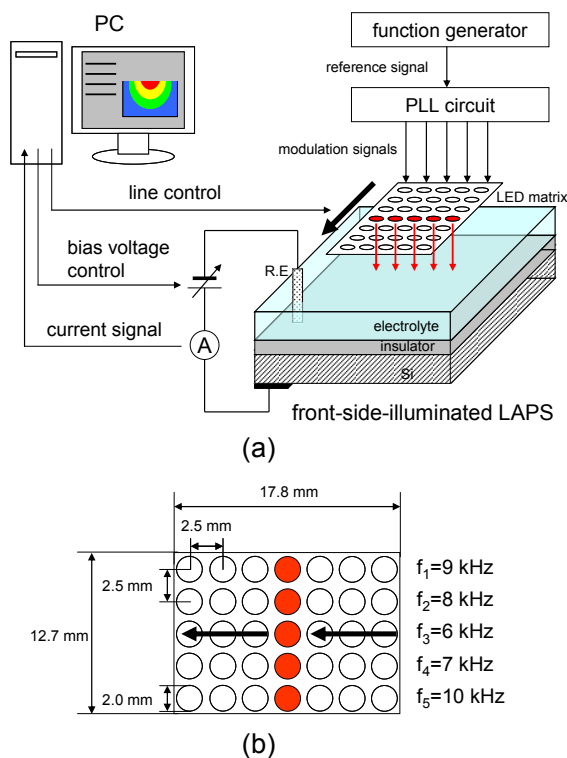 PC
function generator
reference signal
PLL circuit
modulation signals
LED matrix
line control
bias voltage
control
R.E.
current signal
A
electrolyte
insulator
Si
front-side-illuminated LAPS
(a)
17.8 mm
2.5 mm
2.5 mm
12.7 mm
2.0 mm
f₁=9 kHz
f₂=8 kHz
f₃=6 kHz
f₄=7 kHz
f₅=10 kHz
(b)